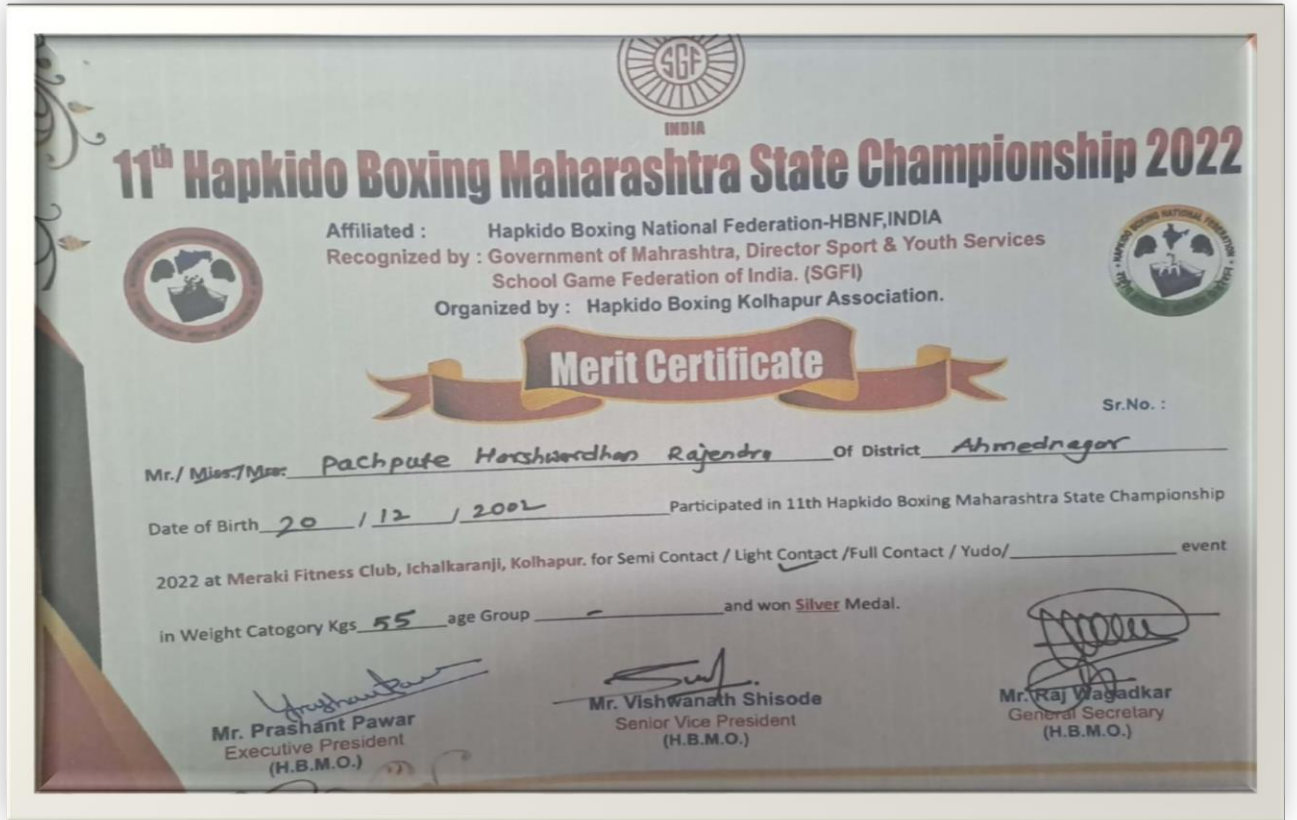 SGF
INDIA
11th Hapkido Boxing Maharashtra State Championship 2022
Affiliated : Hapkido Boxing National Federation-HBNF,INDIA
Recognized by : Government of Mahrashtra, Director Sport & Youth Services
School Game Federation of India. (SGFI)
Organized by : Hapkido Boxing Kolhapur Association.
HAPKIDO BOXING NATIONAL FEDERATION
Merit Certificate
Sr.No. :
Mr./ Miss./Mrs. Pachpute Harshwardhan Rajendra Of District Ahmednagar
Date of Birth 20 / 12 / 2002 Participated in 11th Hapkido Boxing Maharashtra State Championship
2022 at Meraki Fitness Club, Ichalkaranji, Kolhapur. for Semi Contact / Light Contact /Full Contact / Yudo/ event
in Weight Catogory Kgs 55 age Group - and won Silver Medal.
Mr. Prashant Pawar
Executive President
(H.B.M.O.)
Mr. Vishwanath Shisode
Senior Vice President
(H.B.M.O.)
Mr. Raj Wagadkar
General Secretary
(H.B.M.O.)